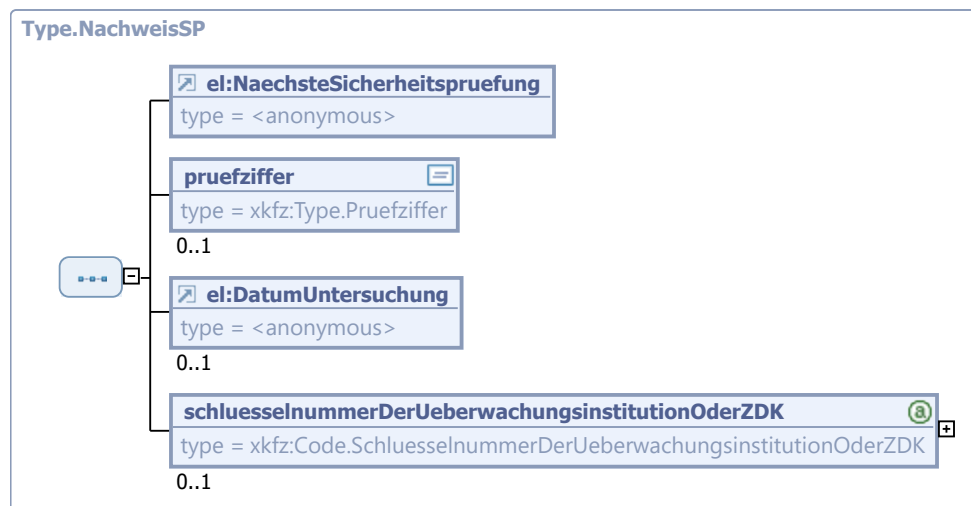 Type.NachweisSP
el:NaechsteSicherheitspruefung
type = <anonymous>
pruefziffer
type = xkfz:Type.Pruefziffer
0..1
el:DatumUntersuchung
type = <anonymous>
0..1
schluesselnummerDerUeberwachungsinstitutionOderZDK
type = xkfz:Code.SchluesselnummerDerUeberwachungsinstitutionOderZDK
0..1